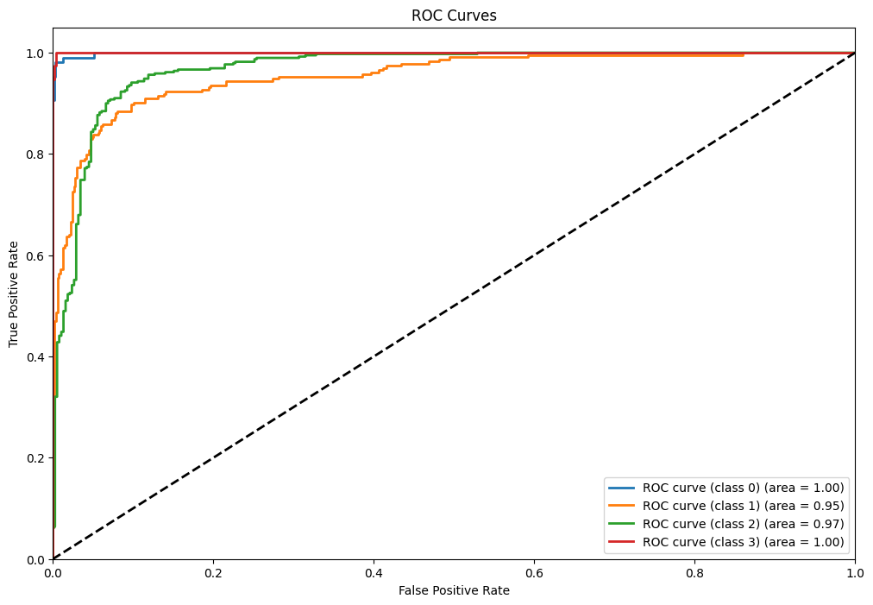 ROC Curves
True Positive Rate
1.0
0.8
0.6
0.4
0.2
0.0
0.0 0.2 0.4 0.6 0.8 1.0
False Positive Rate
ROC curve (class 0) (area = 1.00)
ROC curve (class 1) (area = 0.95)
ROC curve (class 2) (area = 0.97)
ROC curve (class 3) (area = 1.00)